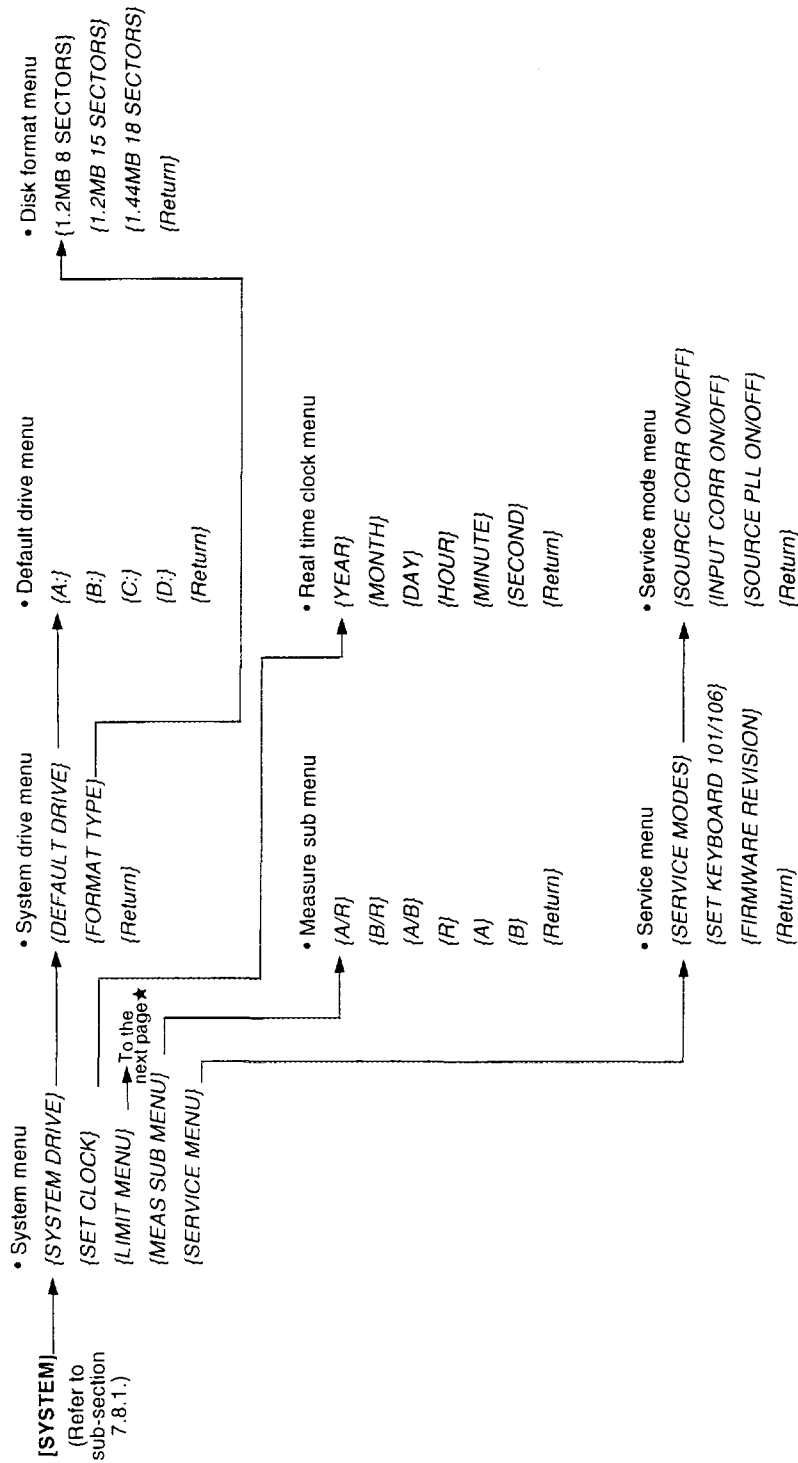 [SYSTEM]
(Refer to
sub-section
7.8.1.)
• System menu
{SYSTEM DRIVE}
{SET CLOCK}
{LIMIT MENU}
To the
next page★
{MEAS SUB MENU}
{SERVICE MENU}
• System drive menu
{DEFAULT DRIVE}
{FORMAT TYPE}
{Return}
• Default drive menu
{A:}
{B:}
{C:}
{D:}
{Return}
• Disk format menu
{1.2MB 8 SECTORS}
{1.2MB 15 SECTORS}
{1.44MB 18 SECTORS}
{Return}
• Real time clock menu
{YEAR}
{MONTH}
{DAY}
{HOUR}
{MINUTE}
{SECOND}
{Return}
• Measure sub menu
{A/R}
{B/R}
{A/B}
{R}
{A}
{B}
{Return}
• Service menu
{SERVICE MODES}
{SET KEYBOARD 101/106}
{FIRMWARE REVISION}
{Return}
• Service mode menu
{SOURCE CORR ON/OFF}
{INPUT CORR ON/OFF}
{SOURCE PLL ON/OFF}
{Return}